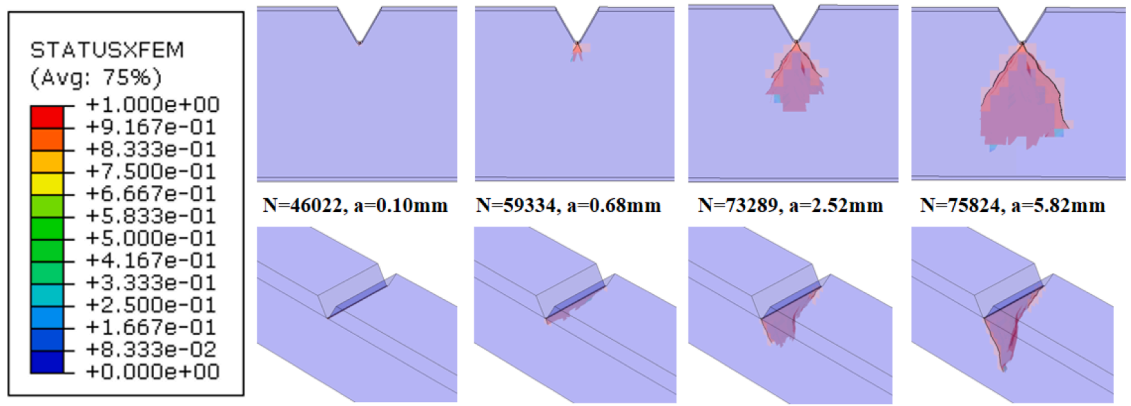 STATUSXFEM
(Avg: 75%)
+1.000e+00
+9.167e-01
+8.333e-01
+7.500e-01
+6.667e-01
+5.833e-01
+5.000e-01
+4.167e-01
+3.333e-01
+2.500e-01
+1.667e-01
+8.333e-02
+0.000e+00
N=46022, a=0.10mm
N=59334, a=0.68mm
N=73289, a=2.52mm
N=75824, a=5.82mm